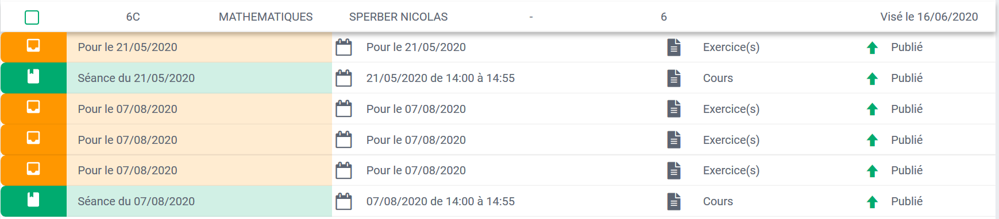 6C MATHEMATIQUES SPERBER NICOLAS - 6 Visé le 16/06/2020
Pour le 21/05/2020 Pour le 21/05/2020 Exercice(s) Publié
Séance du 21/05/2020 21/05/2020 de 14:00 à 14:55 Cours Publié
Pour le 07/08/2020 Pour le 07/08/2020 Exercice(s) Publié
Pour le 07/08/2020 Pour le 07/08/2020 Exercice(s) Publié
Pour le 07/08/2020 Pour le 07/08/2020 Exercice(s) Publié
Séance du 07/08/2020 07/08/2020 de 14:00 à 14:55 Cours Publié